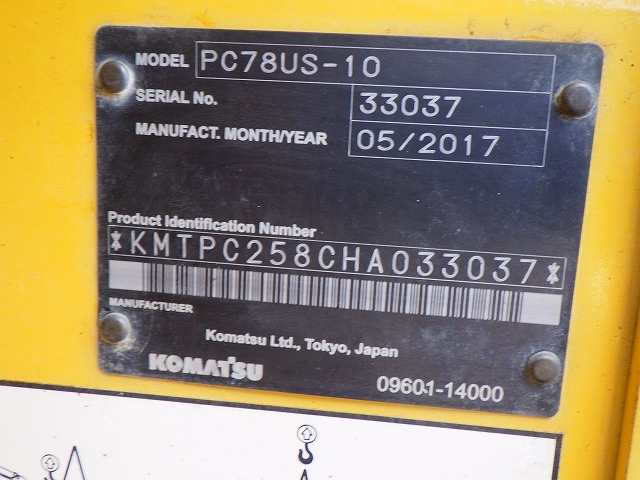 MODEL PC78US-10
SERIAL No. 33037
MANUFACT. MONTH/YEAR 05/2017
Product Identification Number
*KMTPC258CHA033037*
MANUFACTURER
Komatsu Ltd., Tokyo, Japan
KOMATSU
09601-14000